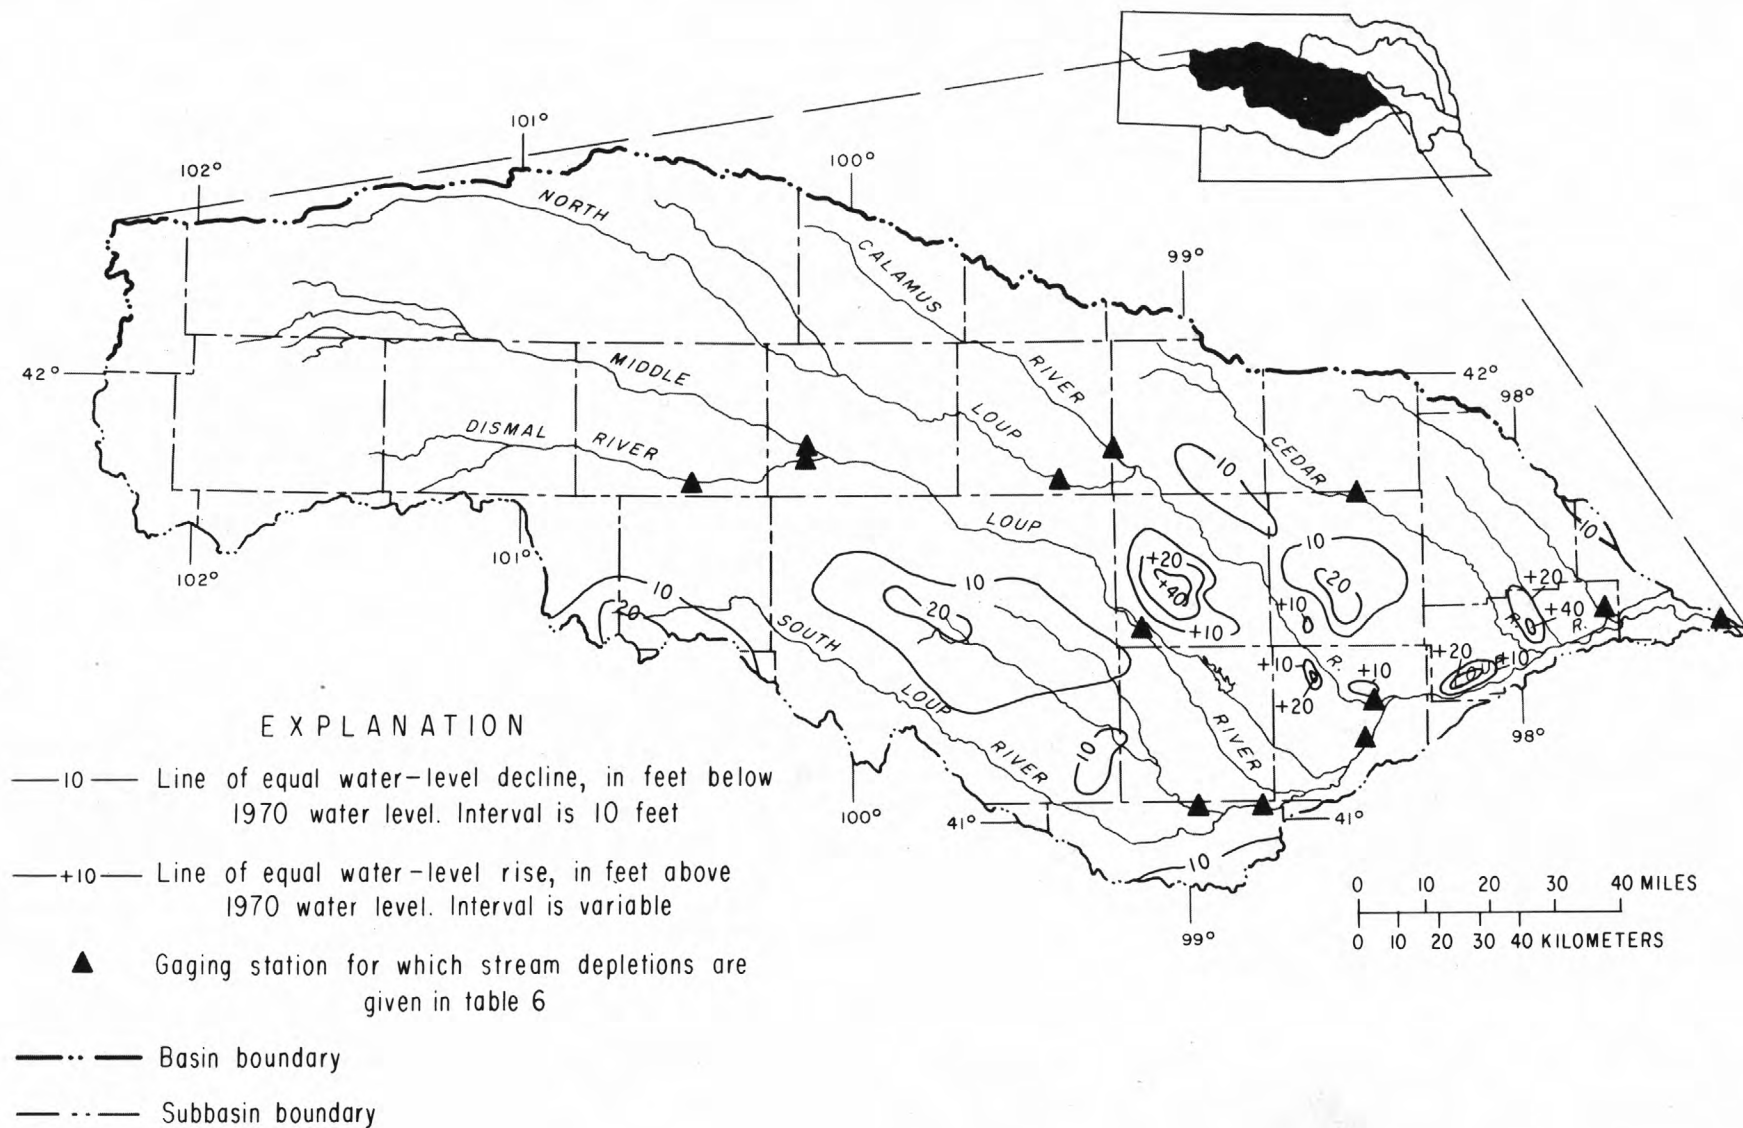 101°
102°
100°
99°
98°
42°
42°
NORTH
CALAMUS
RIVER
MIDDLE
LOUP
DISMAL
RIVER
CEDAR
LOUP
10
10
10
+20
+40
+10
10
20
+10
+20
+40
R.
R.
102°
101°
10
20
10
20
SOUTH
LOUP
RIVER
RIVER
R.
+10
+20
+10
+20
+10
LOUP
10
98°
100°
41°
41°
10
99°
EXPLANATION
10 Line of equal water-level decline, in feet below
1970 water level. Interval is 10 feet
+10 Line of equal water-level rise, in feet above
1970 water level. Interval is variable
Gaging station for which stream depletions are
given in table 6
Basin boundary
Subbasin boundary
0 10 20 30 40 MILES
0 10 20 30 40 KILOMETERS